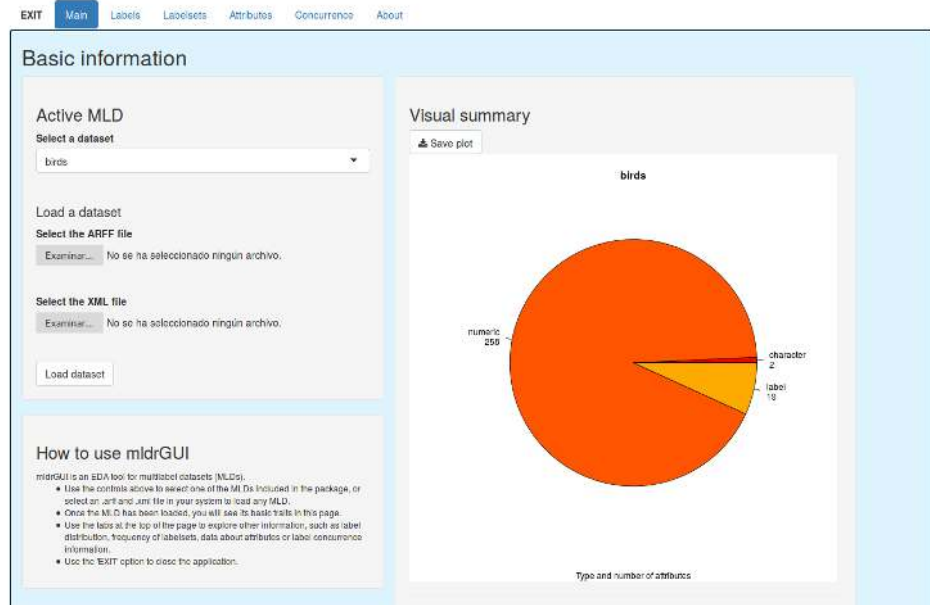 EXIT Main Labels Labelsets Attributes Concurrence About
Basic information
Active MLD
Select a dataset
birds
Load a dataset
Select the ARFF file
Examinar... No se ha seleccionado ningún archivo.
Select the XML file
Examinar... No se ha seleccionado ningún archivo.
Load dataset
How to use mldrGUI
mldrGUI is an EDA tool for multilabel datasets (MLDs).
Use the controls above to select one of the MLDs included in the package, or
select an .arff and .xml file in your system to load any MLD.
Once the MLD has been loaded, you will see its basic traits in this page.
Use the tabs at the top of the page to explore other information, such as label
distribution, frequency of labelsets, data about attributes or label concurrence
information.
Use the 'EXIT' option to close the application.
Visual summary
Save plot
birds
numeric
258
character
2
label
19
Type and number of attributes